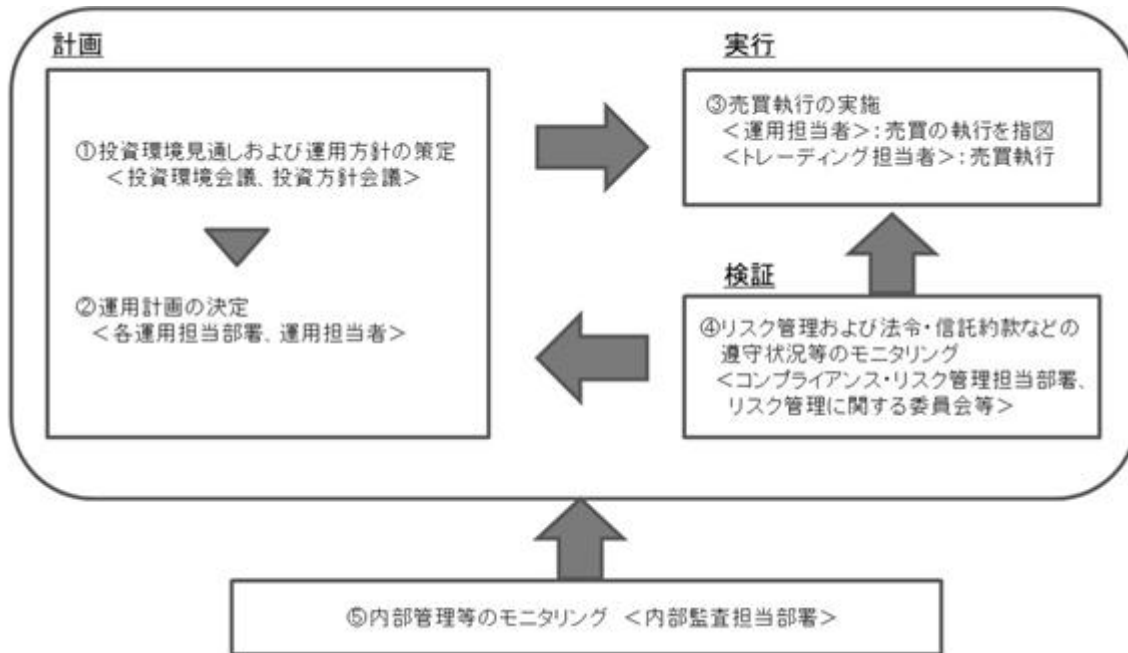 計画
①投資環境見通しおよび運用方針の策定
＜投資環境会議、投資方針会議＞
②運用計画の決定
＜各運用担当部署、運用担当者＞
実行
③売買執行の実施
＜運用担当者＞：売買の執行を指図
＜トレーディング担当者＞：売買執行
検証
④リスク管理および法令・信託約款などの
遵守状況等のモニタリング
＜コンプライアンス・リスク管理担当部署、
リスク管理に関する委員会等＞
⑤内部管理等のモニタリング ＜内部監査担当部署＞